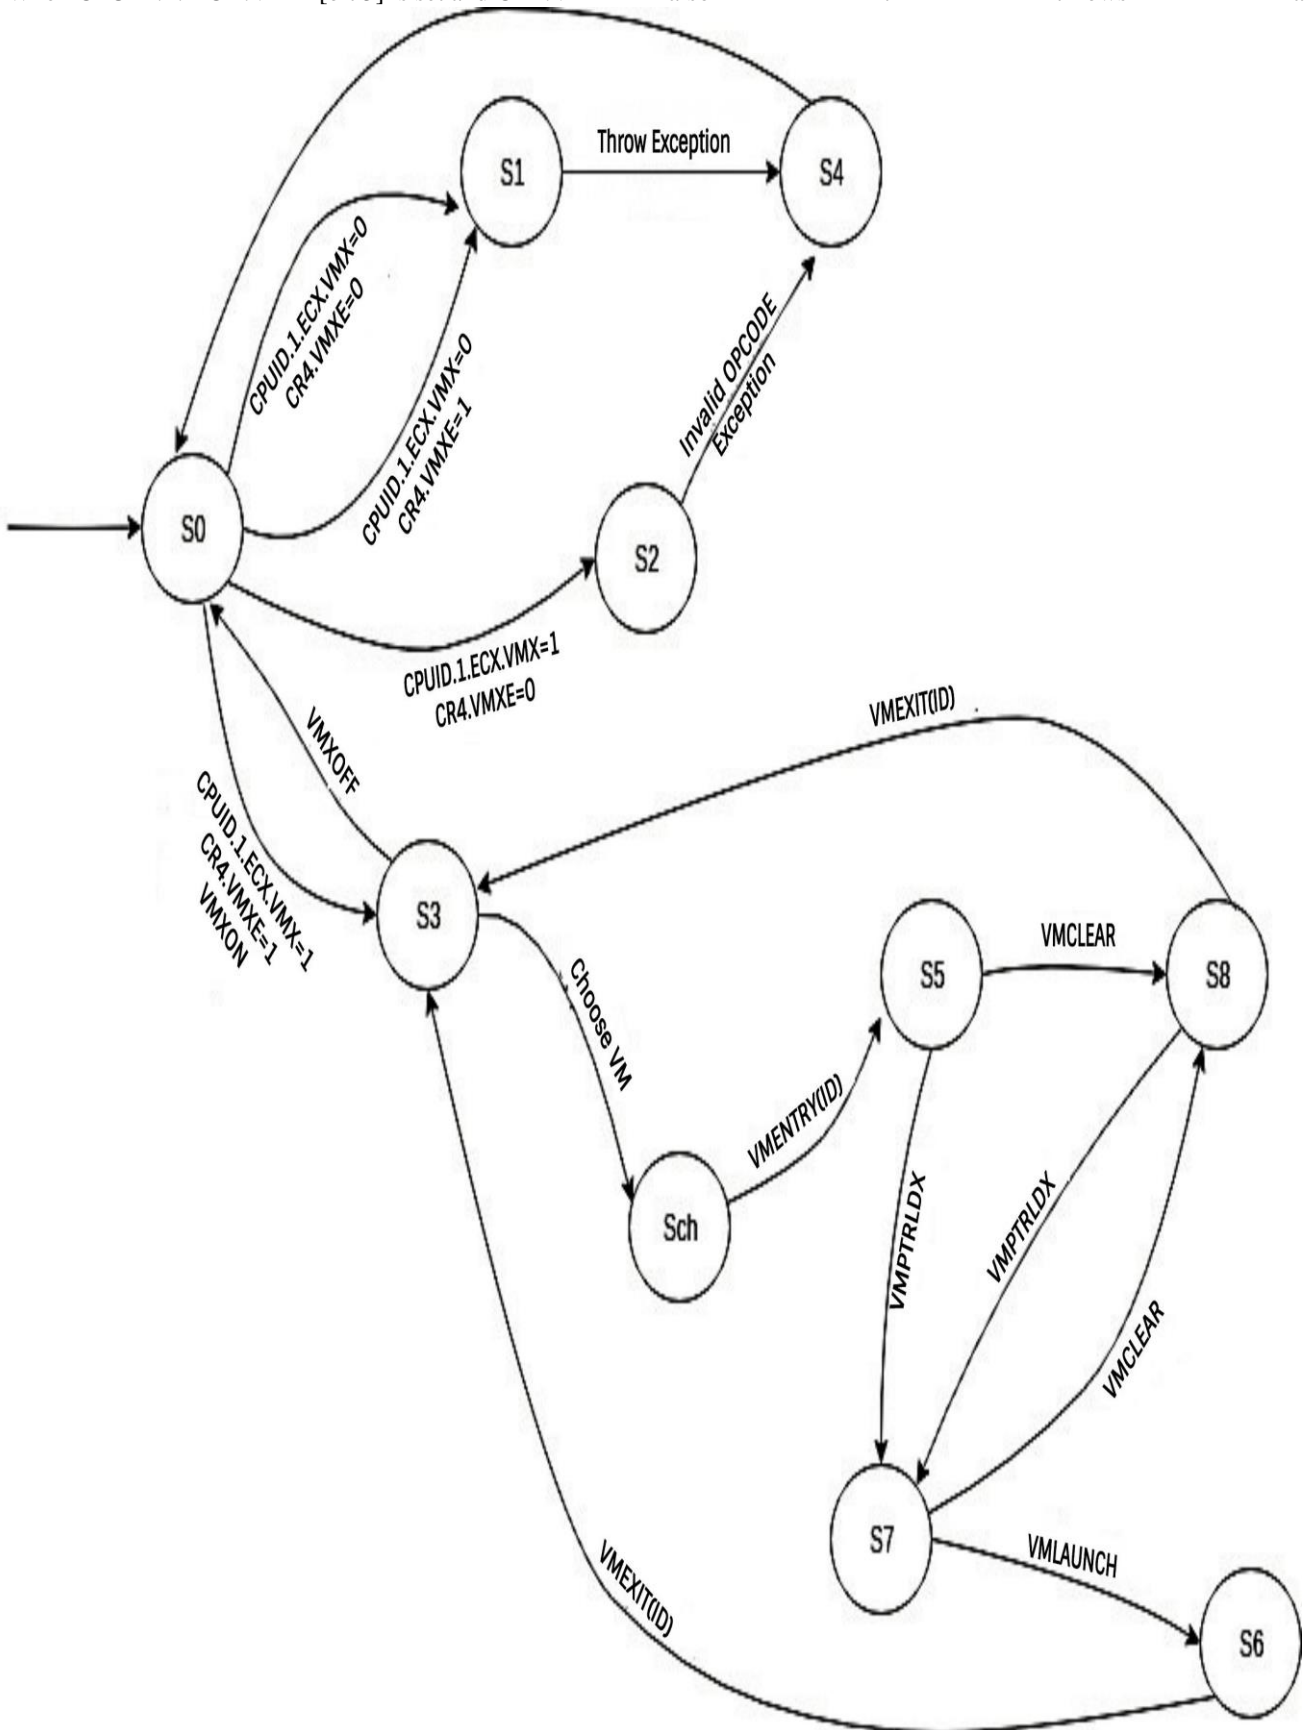 S1
Throw Exception
S4
CPUID.1.ECX.VMX=0
CR4.VMXE=0
CPUID.1.ECX.VMX=0
CR4.VMXE=1
Invalid OPCODE
Exception
S0
S2
CPUID.1.ECX.VMX=1
CR4.VMXE=0
VMXOFF
VMEXIT(ID)
CPUID.1.ECX.VMX=1
CR4.VMXE=1
VMXON
S3
Choose VM
S5
VMCLEAR
S8
VMENTRY(ID)
Sch
VMPTRLDX
VMPTRLDX
VMCLEAR
S7
VMLAUNCH
VMEXIT(ID)
S6